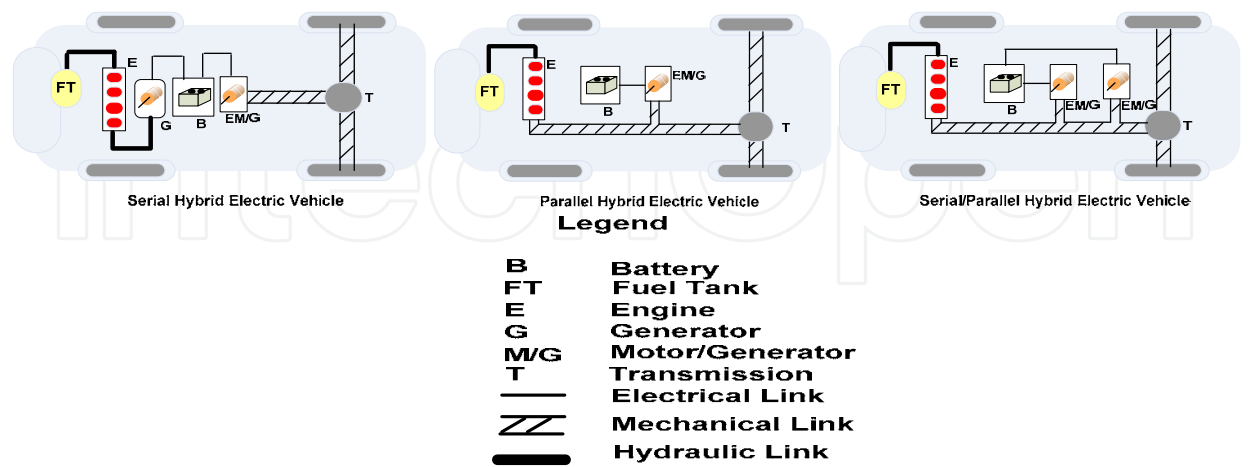 E
FT
G
B
EM/G
T
Serial Hybrid Electric Vehicle
E
FT
EM/G
B
T
Parallel Hybrid Electric Vehicle
E
FT
B
EM/G
EM/G
T
Serial/Parallel Hybrid Electric Vehicle
IntechOpen
Legend
B Battery
FT Fuel Tank
E Engine
G Generator
M/G Motor/Generator
T Transmission
Electrical Link
Mechanical Link
Hydraulic Link